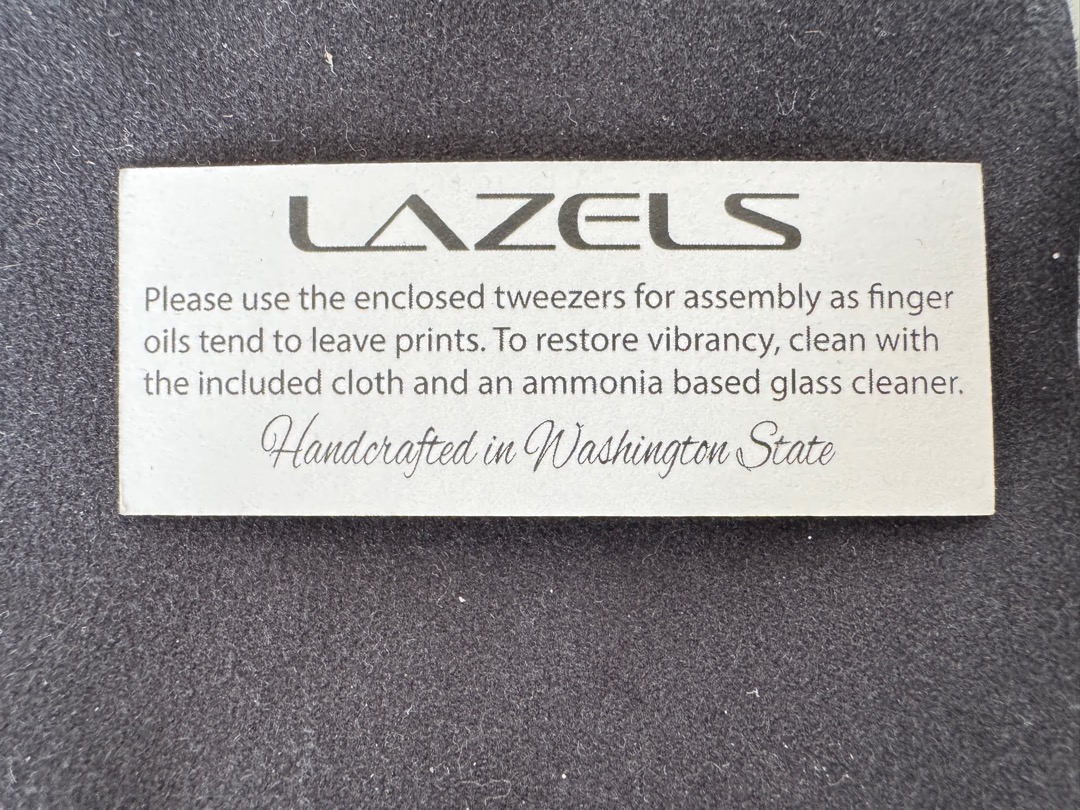 LAZELS
Please use the enclosed tweezers for assembly as finger
oils tend to leave prints. To restore vibrancy, clean with
the included cloth and an ammonia based glass cleaner.
Handcrafted in Washington State